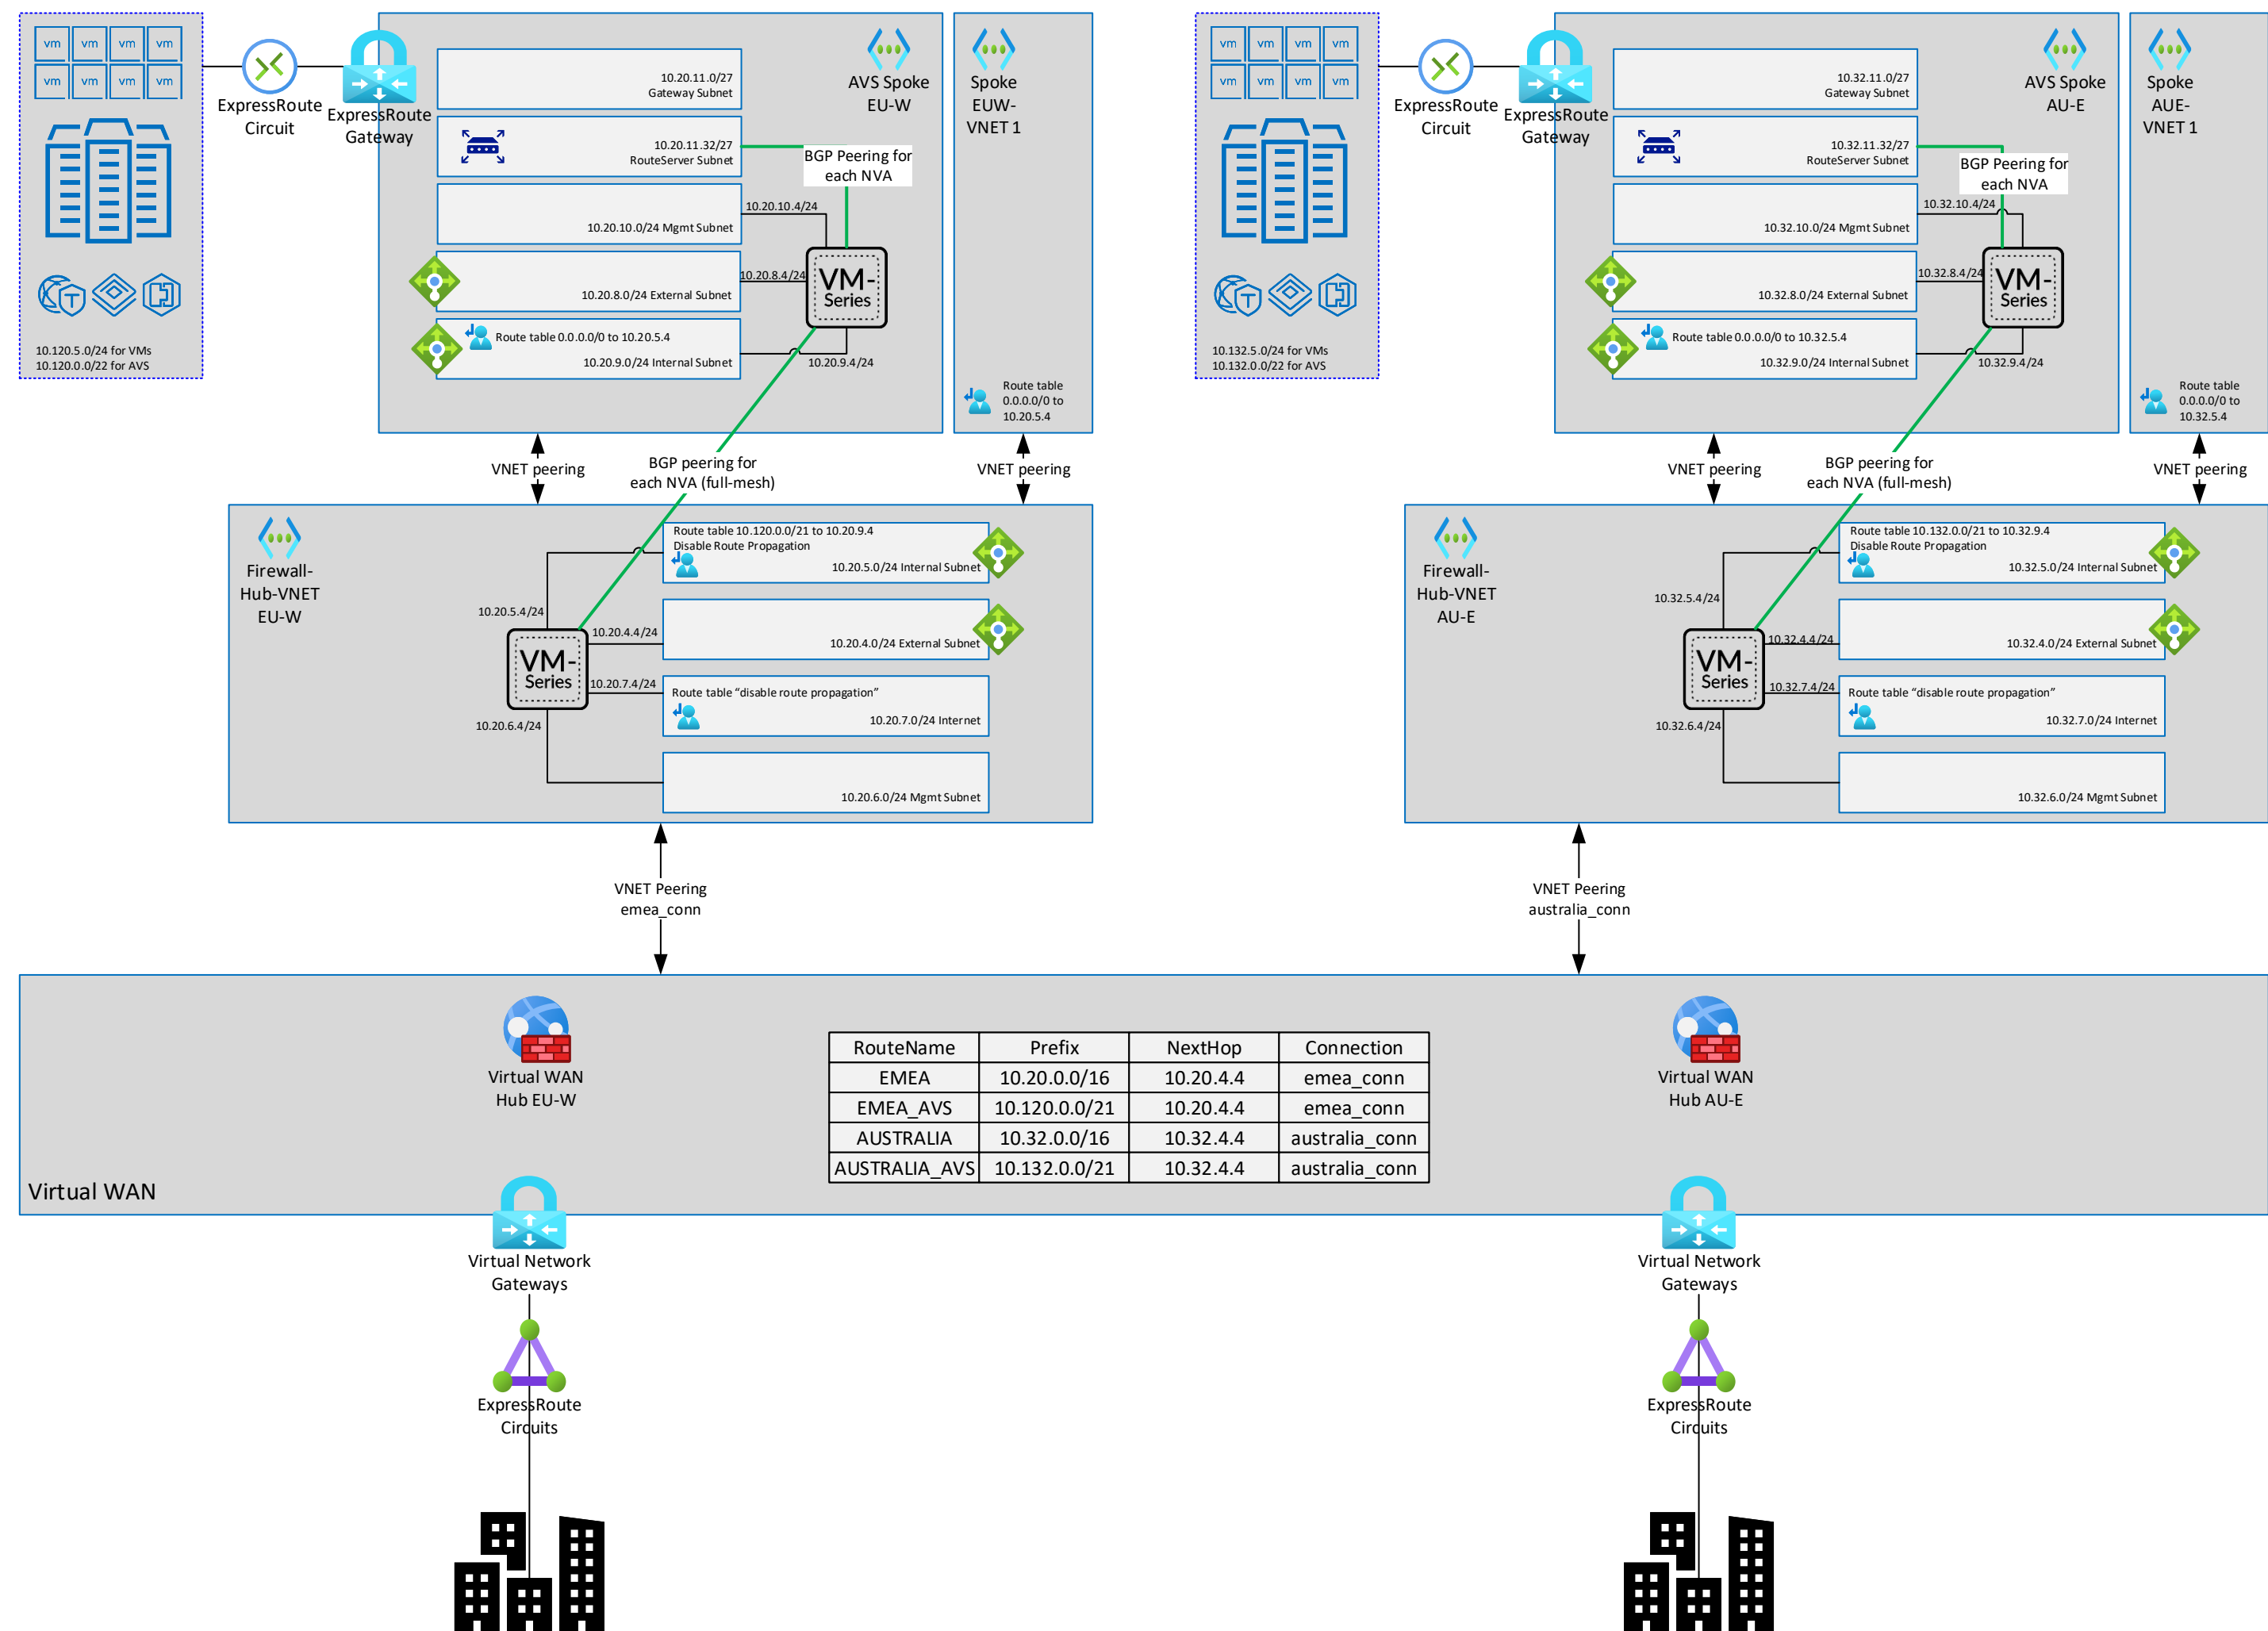 vm vm vm vm
vm vm vm vm
10.120.5.0/24 for VMs
10.120.0.0/22 for AVS
ExpressRoute
Circuit
ExpressRoute
Gateway
AVS Spoke
EU-W
10.20.11.0/27
Gateway Subnet
10.20.11.32/27
RouteServer Subnet
BGP Peering for
each NVA
10.20.10.4/24
10.20.10.0/24 Mgmt Subnet
10.20.8.4/24
10.20.8.0/24 External Subnet
VM-
Series
Route table 0.0.0.0/0 to 10.20.5.4
10.20.9.0/24 Internal Subnet
10.20.9.4/24
Spoke
EUW-
VNET 1
Route table
0.0.0.0/0 to
10.20.5.4
VNET peering
BGP peering for
each NVA (full-mesh)
VNET peering
Firewall-
Hub-VNET
EU-W
Route table 10.120.0.0/21 to 10.20.9.4
Disable Route Propagation
10.20.5.0/24 Internal Subnet
10.20.5.4/24
10.20.4.4/24
10.20.4.0/24 External Subnet
VM-
Series
10.20.7.4/24
Route table “disable route propagation”
10.20.7.0/24 Internet
10.20.6.4/24
10.20.6.0/24 Mgmt Subnet
VNET Peering
emea_conn
vm vm vm vm
vm vm vm vm
10.132.5.0/24 for VMs
10.132.0.0/22 for AVS
ExpressRoute
Circuit
ExpressRoute
Gateway
AVS Spoke
AU-E
10.32.11.0/27
Gateway Subnet
10.32.11.32/27
RouteServer Subnet
BGP Peering for
each NVA
10.32.10.4/24
10.32.10.0/24 Mgmt Subnet
10.32.8.4/24
10.32.8.0/24 External Subnet
VM-
Series
Route table 0.0.0.0/0 to 10.32.5.4
10.32.9.0/24 Internal Subnet
10.32.9.4/24
Spoke
AUE-
VNET 1
Route table
0.0.0.0/0 to
10.32.5.4
VNET peering
BGP peering for
each NVA (full-mesh)
VNET peering
Firewall-
Hub-VNET
AU-E
Route table 10.132.0.0/21 to 10.32.9.4
Disable Route Propagation
10.32.5.0/24 Internal Subnet
10.32.5.4/24
10.32.4.4/24
10.32.4.0/24 External Subnet
VM-
Series
10.32.7.4/24
Route table “disable route propagation”
10.32.7.0/24 Internet
10.32.6.4/24
10.32.6.0/24 Mgmt Subnet
VNET Peering
australia_conn
Virtual WAN
Hub EU-W
RouteName Prefix NextHop Connection
EMEA 10.20.0.0/16 10.20.4.4 emea_conn
EMEA_AVS 10.120.0.0/21 10.20.4.4 emea_conn
AUSTRALIA 10.32.0.0/16 10.32.4.4 australia_conn
AUSTRALIA_AVS 10.132.0.0/21 10.32.4.4 australia_conn
Virtual WAN
Hub AU-E
Virtual WAN
Virtual Network
Gateways
ExpressRoute
Circuits
Virtual Network
Gateways
ExpressRoute
Circuits